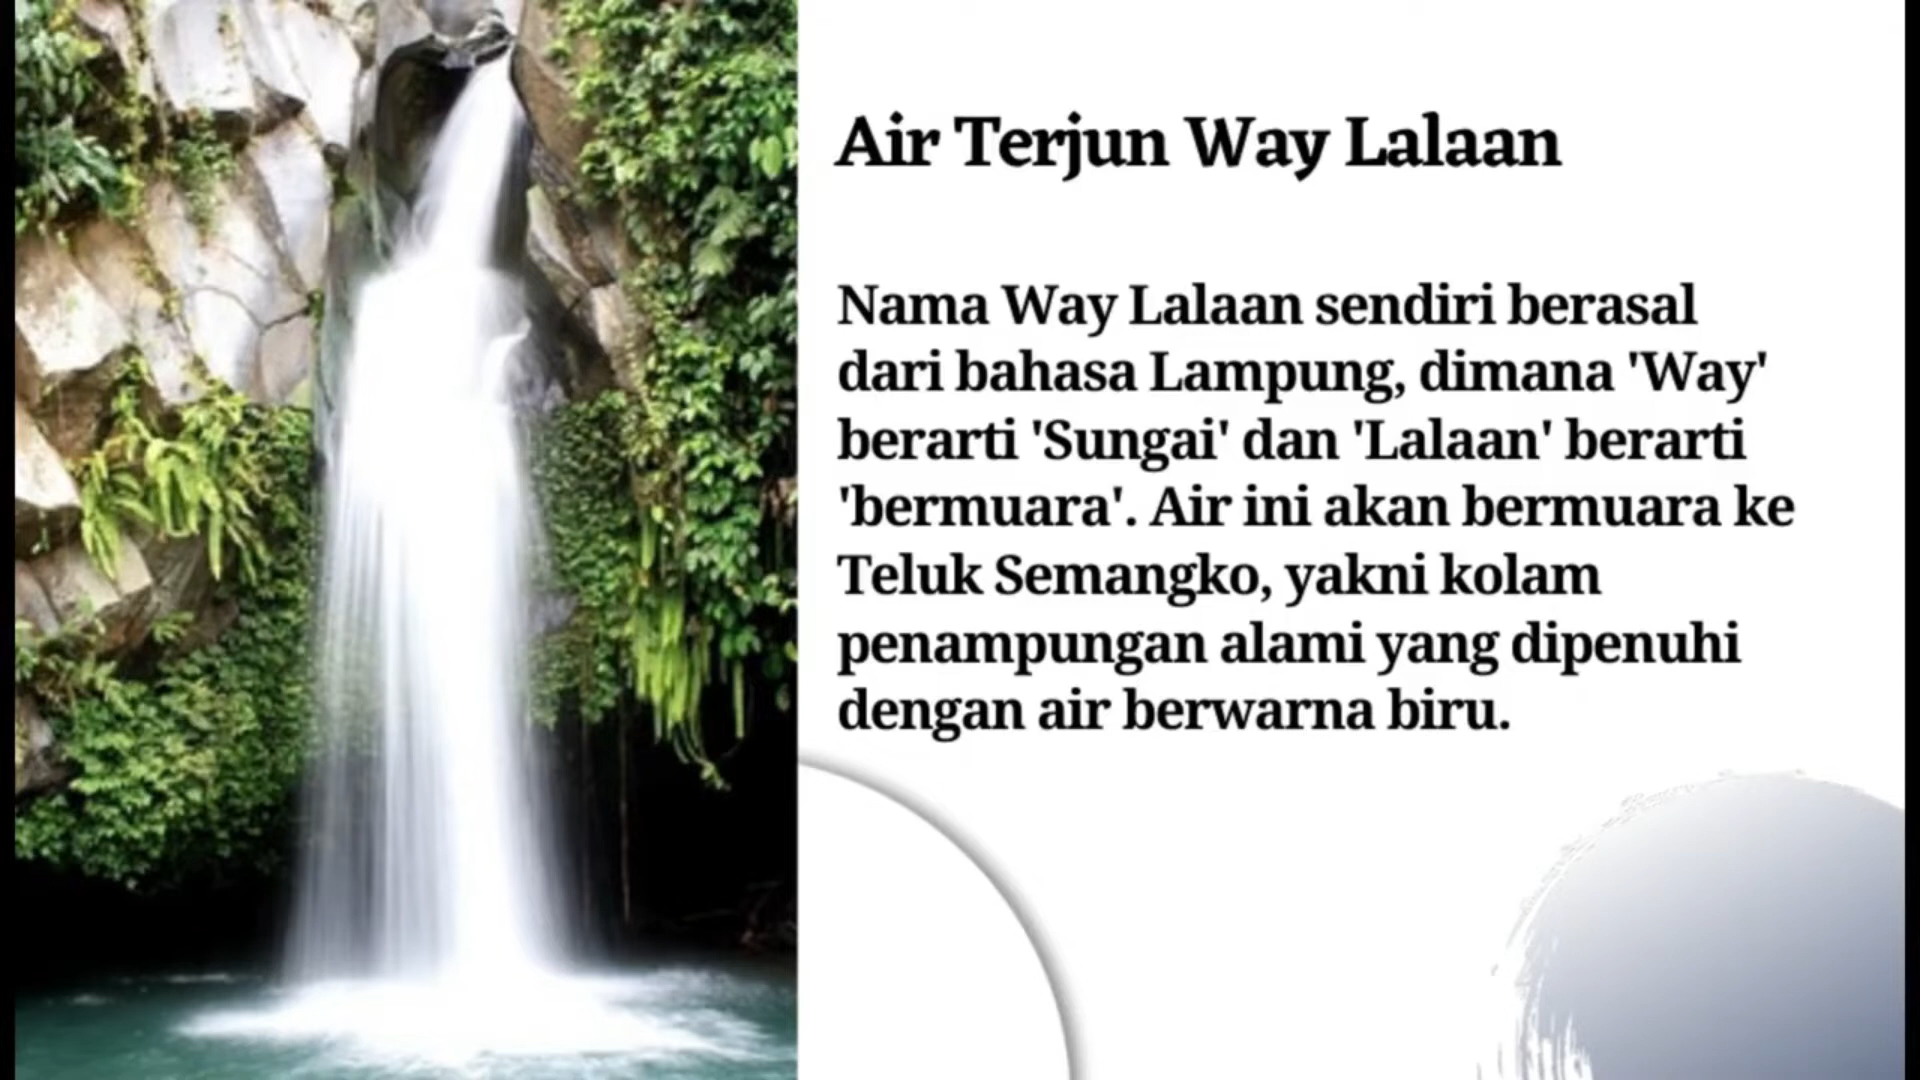 Air Terjun Way Lalaan
Nama Way Lalaan sendiri berasal
dari bahasa Lampung, dimana 'Way'
berarti 'Sungai' dan 'Lalaan' berarti
'bermuara'. Air ini akan bermuara ke
Teluk Semangko, yakni kolam
penampungan alami yang dipenuhi
dengan air berwarna biru.